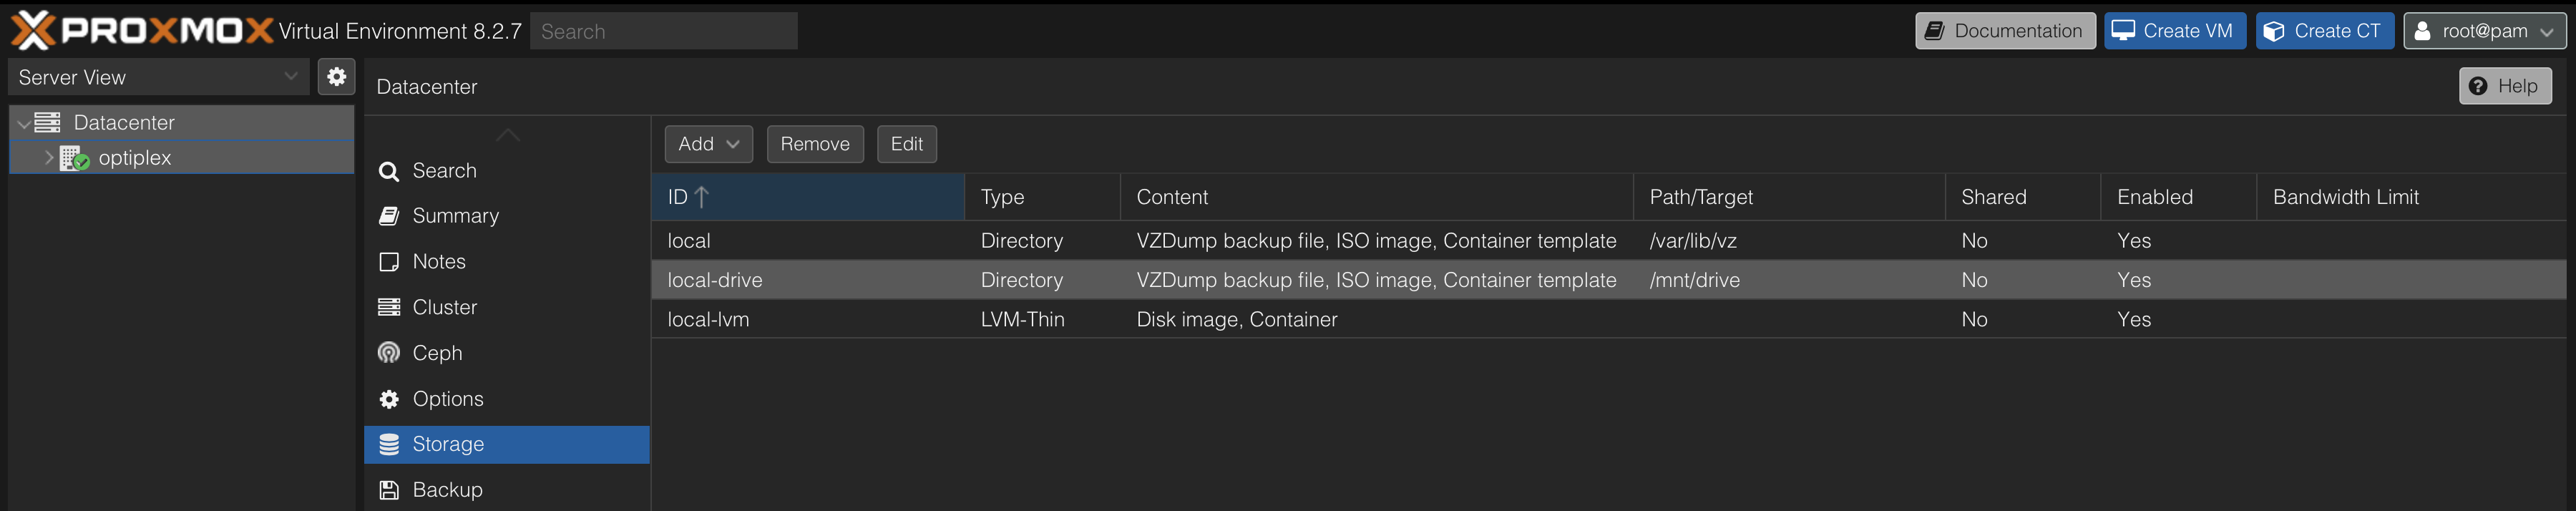 PROXMOX Virtual Environment 8.2.7 Search Documentation Create VM Create CT root@pam
Server View
Datacenter
optiplex
Datacenter Help
Search
Summary
Notes
Cluster
Ceph
Options
Storage
Backup
Add Remove Edit
ID Type Content Path/Target Shared Enabled Bandwidth Limit
local Directory VZDump backup file, ISO image, Container template /var/lib/vz No Yes
local-drive Directory VZDump backup file, ISO image, Container template /mnt/drive No Yes
local-lvm LVM-Thin Disk image, Container No Yes